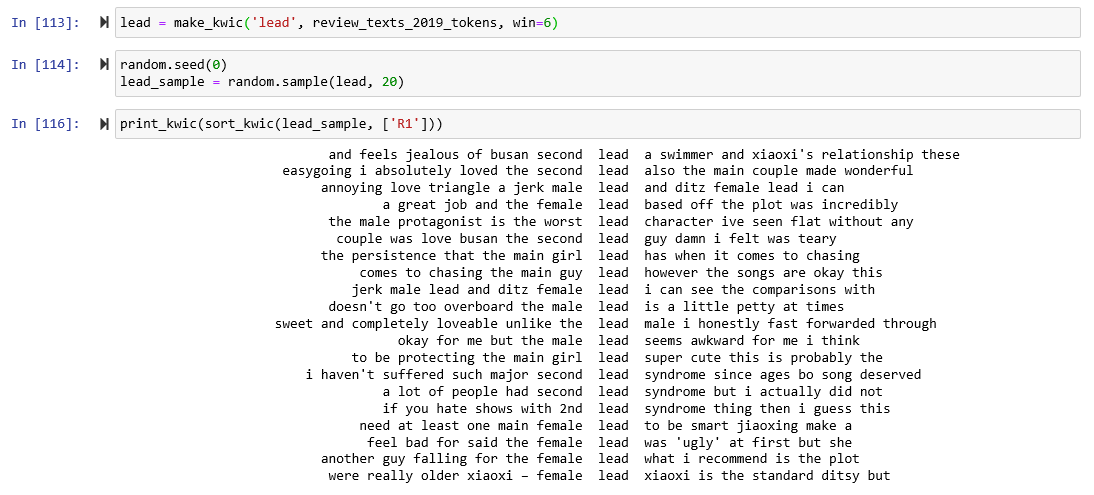 In [113]: lead = make_kwic('lead', review_texts_2019_tokens, win=6)
In [114]: random.seed(0)
lead_sample = random.sample(lead, 20)
In [116]: print_kwic(sort_kwic(lead_sample, ['R1']))
and feels jealous of busan second lead a swimmer and xiaoxi's relationship these
easygoing i absolutely loved the second lead also the main couple made wonderful
annoying love triangle a jerk male lead and ditz female lead i can
a great job and the female lead based off the plot was incredibly
the male protagonist is the worst lead character ive seen flat without any
couple was love busan the second lead guy damn i felt was teary
the persistence that the main girl lead has when it comes to chasing
comes to chasing the main guy lead however the songs are okay this
jerk male lead and ditz female lead i can see the comparisons with
doesn't go too overboard the male lead is a little petty at times
sweet and completely loveable unlike the lead male i honestly fast forwarded through
okay for me but the male lead seems awkward for me i think
to be protecting the main girl lead super cute this is probably the
i haven't suffered such major second lead syndrome since ages bo song deserved
a lot of people had second lead syndrome but i actually did not
if you hate shows with 2nd lead syndrome thing then i guess this
need at least one main female lead to be smart jiaoxing make a
feel bad for said the female lead was 'ugly' at first but she
another guy falling for the female lead what i recommend is the plot
were really older xiaoxi – female lead xiaoxi is the standard ditsy but